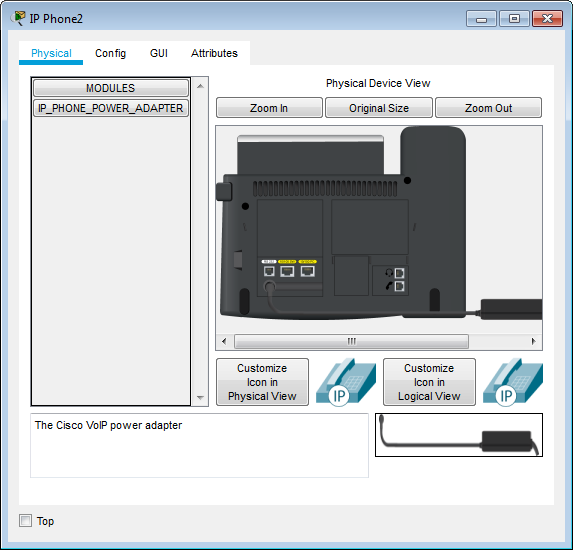 IP Phone2
Physical Config GUI Attributes
MODULES
IP_PHONE_POWER_ADAPTER
Physical Device View
Zoom In Original Size Zoom Out
Customize
Icon in
Physical View
IP
Customize
Icon in
Logical View
IP
The Cisco VoIP power adapter
Top